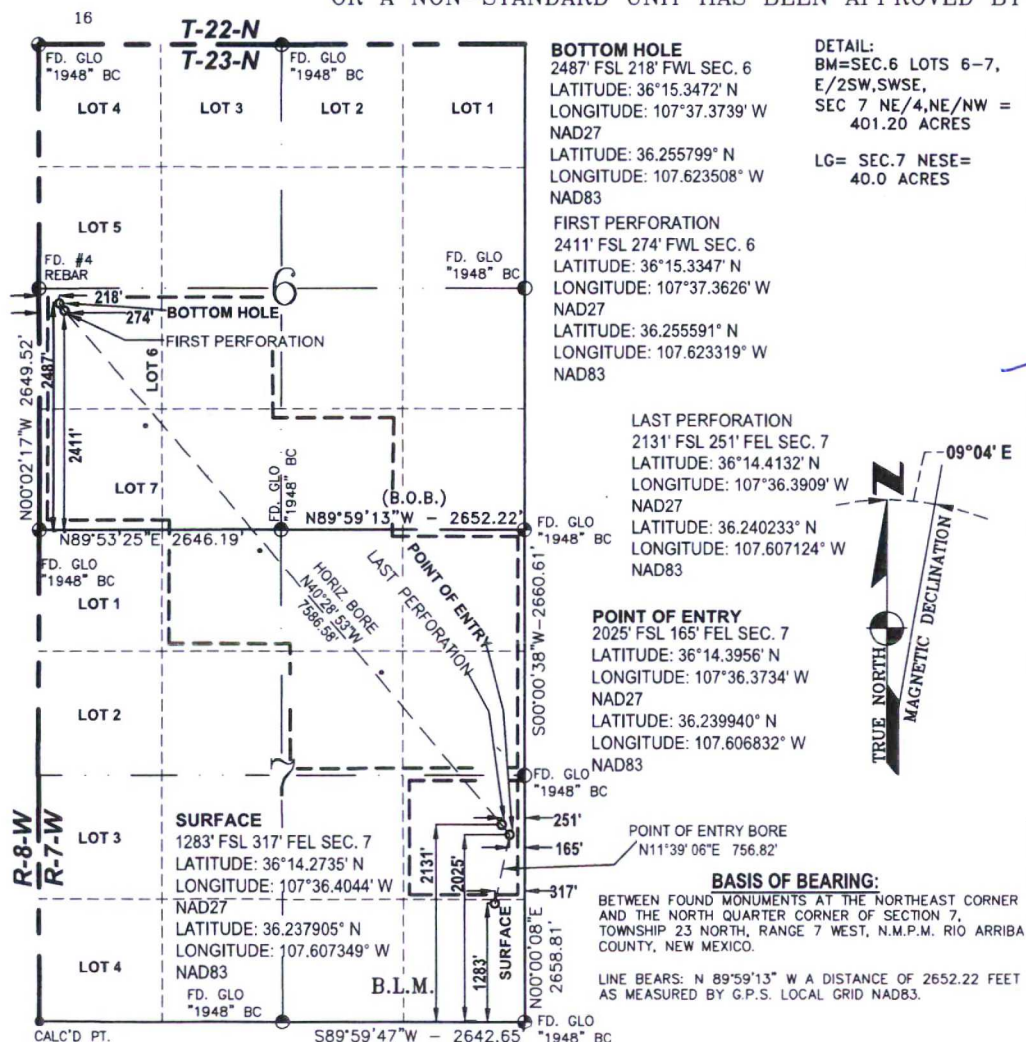 OR A NON-STANDARD UNIT HAS BEEN APPROVED BY
16
T-22-N
T-23-N
FD. GLO
"1948" BC
FD. GLO
"1948" BC
LOT 4
LOT 3
LOT 2
LOT 1
BOTTOM HOLE
2487' FSL 218' FWL SEC. 6
LATITUDE: 36°15.3472' N
LONGITUDE: 107°37.3739' W
NAD27
LATITUDE: 36.255799° N
LONGITUDE: 107.623508° W
NAD83
DETAIL:
BM=SEC.6 LOTS 6-7,
E/2SW,SWSE,
SEC 7 NE/4,NE/NW =
401.20 ACRES
LG= SEC.7 NESE=
40.0 ACRES
FIRST PERFORATION
2411' FSL 274' FWL SEC. 6
LATITUDE: 36°15.3347' N
LONGITUDE: 107°37.3626' W
NAD27
LATITUDE: 36.255591° N
LONGITUDE: 107.623319° W
NAD83
LOT 5
FD. #4
REBAR
6
FD. GLO
"1948" BC
218'
BOTTOM HOLE
274'
FIRST PERFORATION
N00°02'17"W 2649.52'
2487'
2411'
LOT 6
LOT 7
FD. GLO
"1948" BC
(B.O.B.)
N89°59'13"W - 2652.22'
N89°53'25"E 2646.19'
FD. GLO
"1948" BC
FD. GLO
"1948" BC
LAST PERFORATION
2131' FSL 251' FEL SEC. 7
LATITUDE: 36°14.4132' N
LONGITUDE: 107°36.3909' W
NAD27
LATITUDE: 36.240233° N
LONGITUDE: 107.607124° W
NAD83
N
09°04' E
TRUE NORTH
MAGNETIC DECLINATION
LOT 1
HORIZ. BORE
N40°28'53"W
7586.58'
LAST PERFORATION
POINT OF ENTRY
S00°00'38"W-2660.61'
POINT OF ENTRY
2025' FSL 165' FEL SEC. 7
LATITUDE: 36°14.3956' N
LONGITUDE: 107°36.3734' W
NAD27
LATITUDE: 36.239940° N
LONGITUDE: 107.606832° W
NAD83
LOT 2
7
FD. GLO
"1948" BC
R-8-W
R-7-W
LOT 3
SURFACE
1283' FSL 317' FEL SEC. 7
LATITUDE: 36°14.2735' N
LONGITUDE: 107°36.4044' W
NAD27
LATITUDE: 36.237905° N
LONGITUDE: 107.607349° W
NAD83
LOT 4
2131'
2025'
1283'
251'
165'
317'
SURFACE
POINT OF ENTRY BORE
N11°39'06"E 756.82'
N00°00'08"E
2658.81'
B.L.M.
FD. GLO
"1948" BC
CALC'D PT.
S89°59'47"W - 2642.65'
FD. GLO
"1948" BC
BASIS OF BEARING:
BETWEEN FOUND MONUMENTS AT THE NORTHEAST CORNER
AND THE NORTH QUARTER CORNER OF SECTION 7,
TOWNSHIP 23 NORTH, RANGE 7 WEST, N.M.P.M. RIO ARRIBA
COUNTY, NEW MEXICO.
LINE BEARS: N 89°59'13" W A DISTANCE OF 2652.22 FEET
AS MEASURED BY G.P.S. LOCAL GRID NAD83.